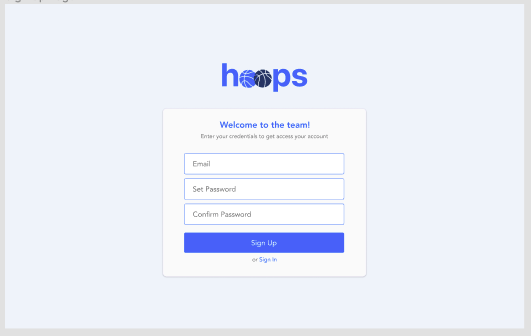 hoops
Welcome to the team!
Enter your credentials to get access your account
Email
Set Password
Confirm Password
Sign Up
or Sign In